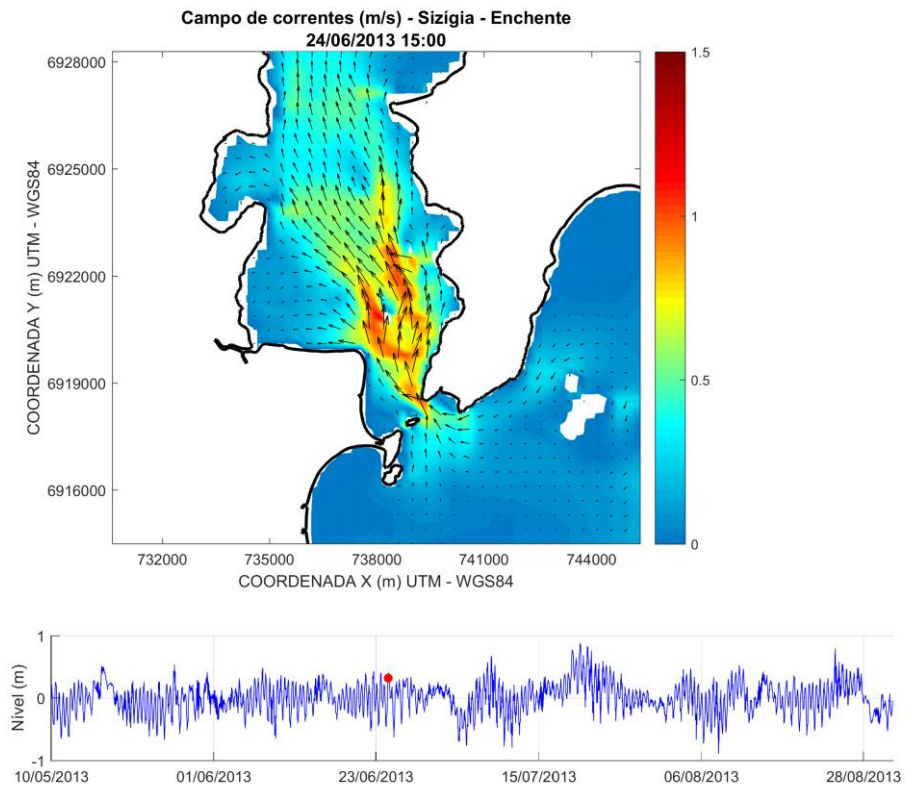 Campo de correntes (m/s) - Sizígia - Enchente
24/06/2013 15:00
COORDENADA Y (m) UTM - WGS84
6928000
6925000
6922000
6919000
6916000
732000 735000 738000 741000 744000
COORDENADA X (m) UTM - WGS84
1.5
1
0.5
0
Nível (m)
1
0
-1
10/05/2013 01/06/2013 23/06/2013 15/07/2013 06/08/2013 28/08/2013